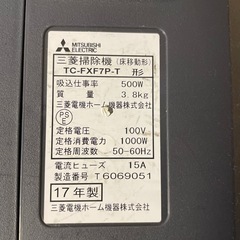 MITSUBISHI
ELECTRIC
三菱掃除機(床移動形)
TC-FXF7P-T 形
吸込仕事率 500W
質量 3.8kg
PSE
三菱電機ホーム機器株式会社
定格電圧 100V
定格消費電力 1000W
定格周波数 50-60Hz
三菱電機ホーム機器株式会社
電流ヒューズ 15A
製造番号 T6069051
17年製